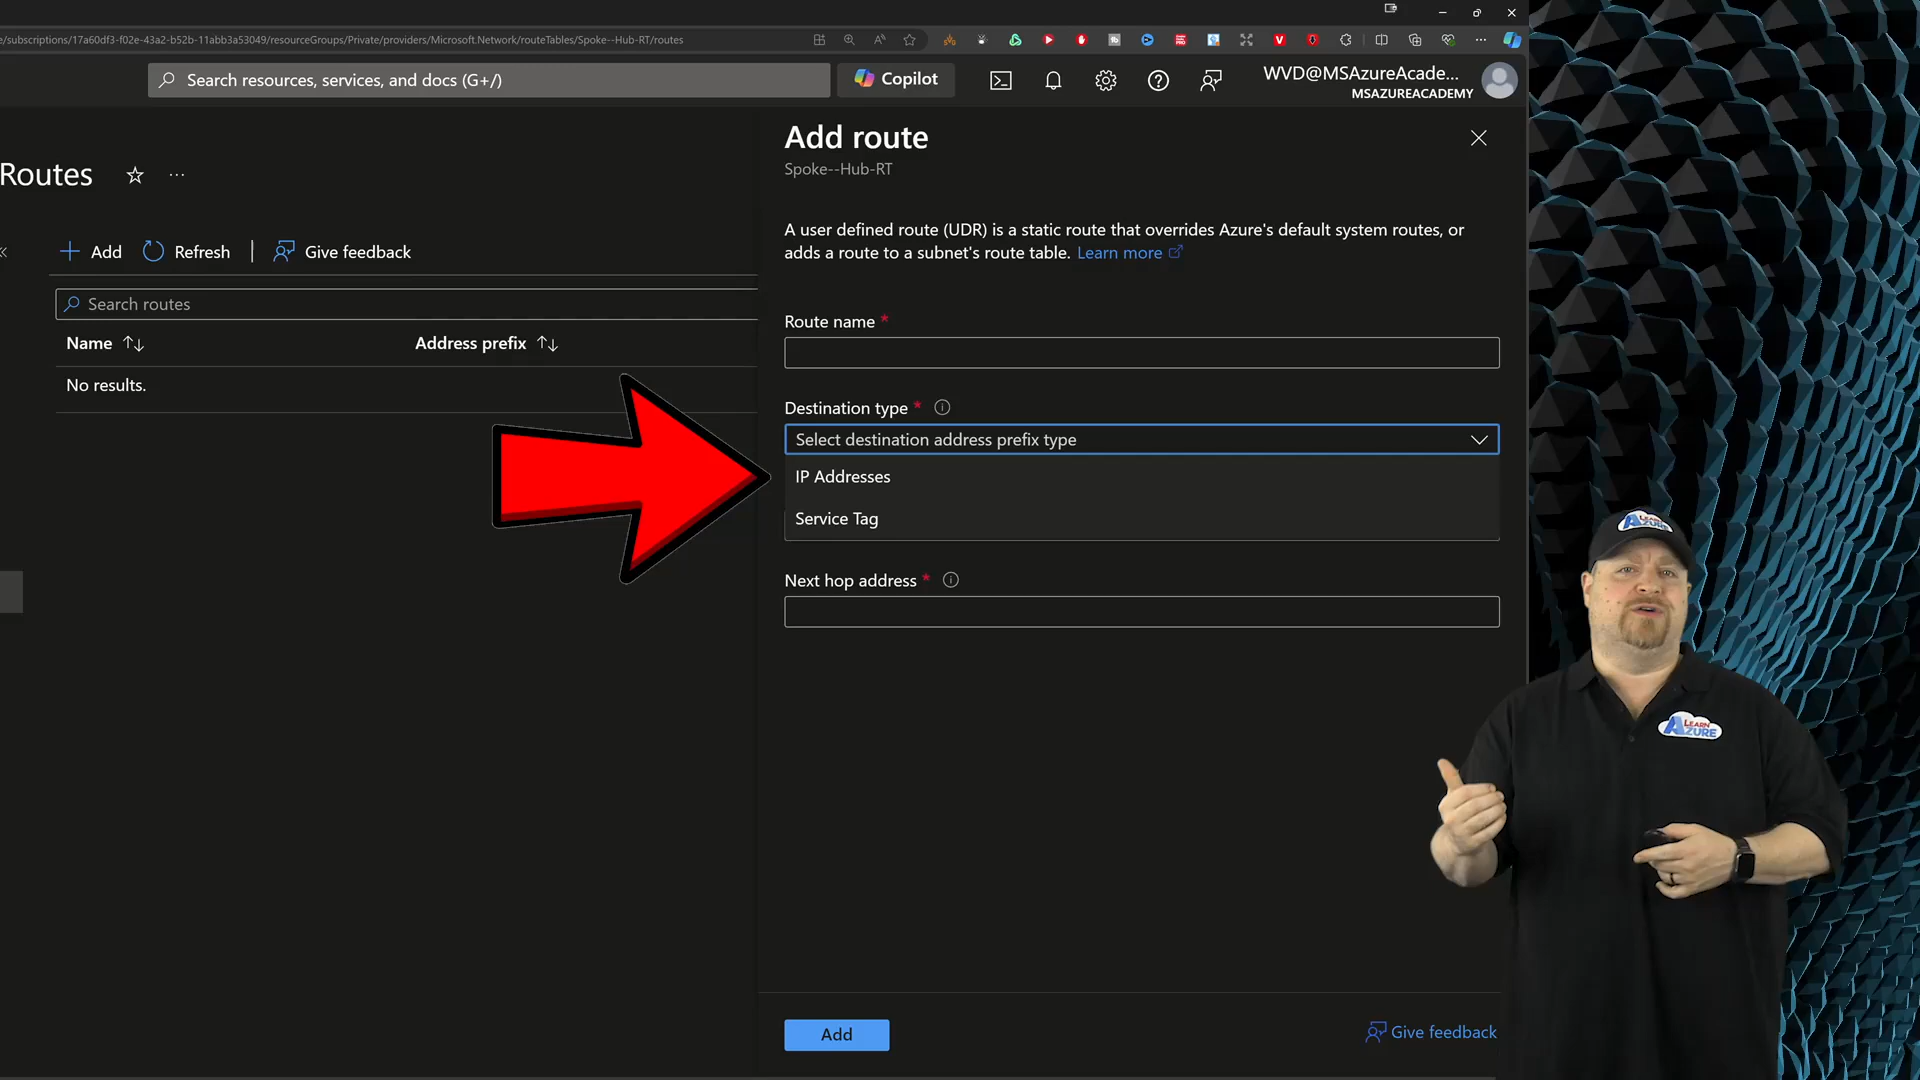 e/subscriptions/17a60df3-f02e-43a2-b52b-11abb3a53049/resourceGroups/Private/providers/Microsoft.Network/routeTables/Spoke--Hub-RT/routes
Search resources, services, and docs (G+/)
Copilot
WVD@MSAzureAcade...
MSAZUREACADEMY
Routes
...
Add
Refresh
Give feedback
Search routes
Name
Address prefix
No results.
Add route
Spoke--Hub-RT
A user defined route (UDR) is a static route that overrides Azure's default system routes, or
adds a route to a subnet's route table. Learn more
Route name *
Destination type *
Select destination address prefix type
IP Addresses
Service Tag
Next hop address *
Add
Give feedback
LEARN
AZURE
LEARN
AZURE